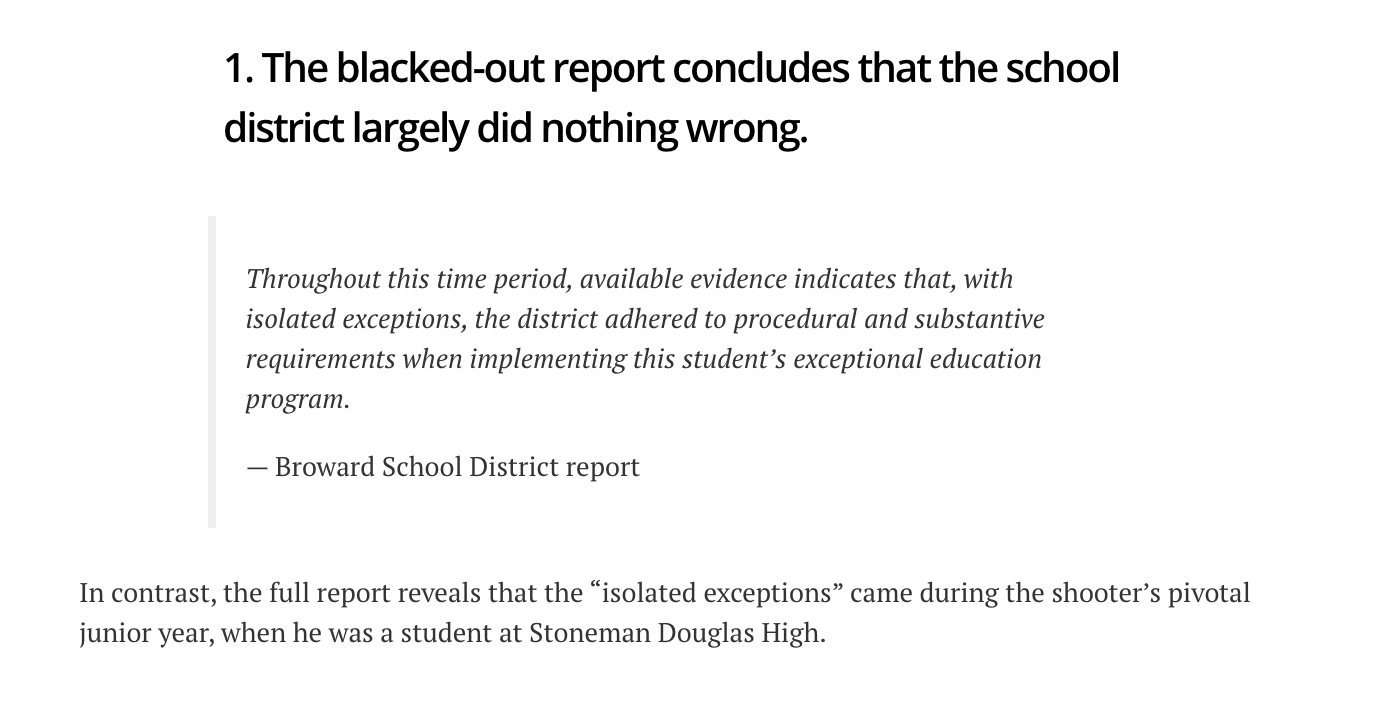 1. The blacked-out report concludes that the school
district largely did nothing wrong.
Throughout this time period, available evidence indicates that, with
isolated exceptions, the district adhered to procedural and substantive
requirements when implementing this student’s exceptional education
program.
— Broward School District report
In contrast, the full report reveals that the “isolated exceptions” came during the shooter’s pivotal
junior year, when he was a student at Stoneman Douglas High.